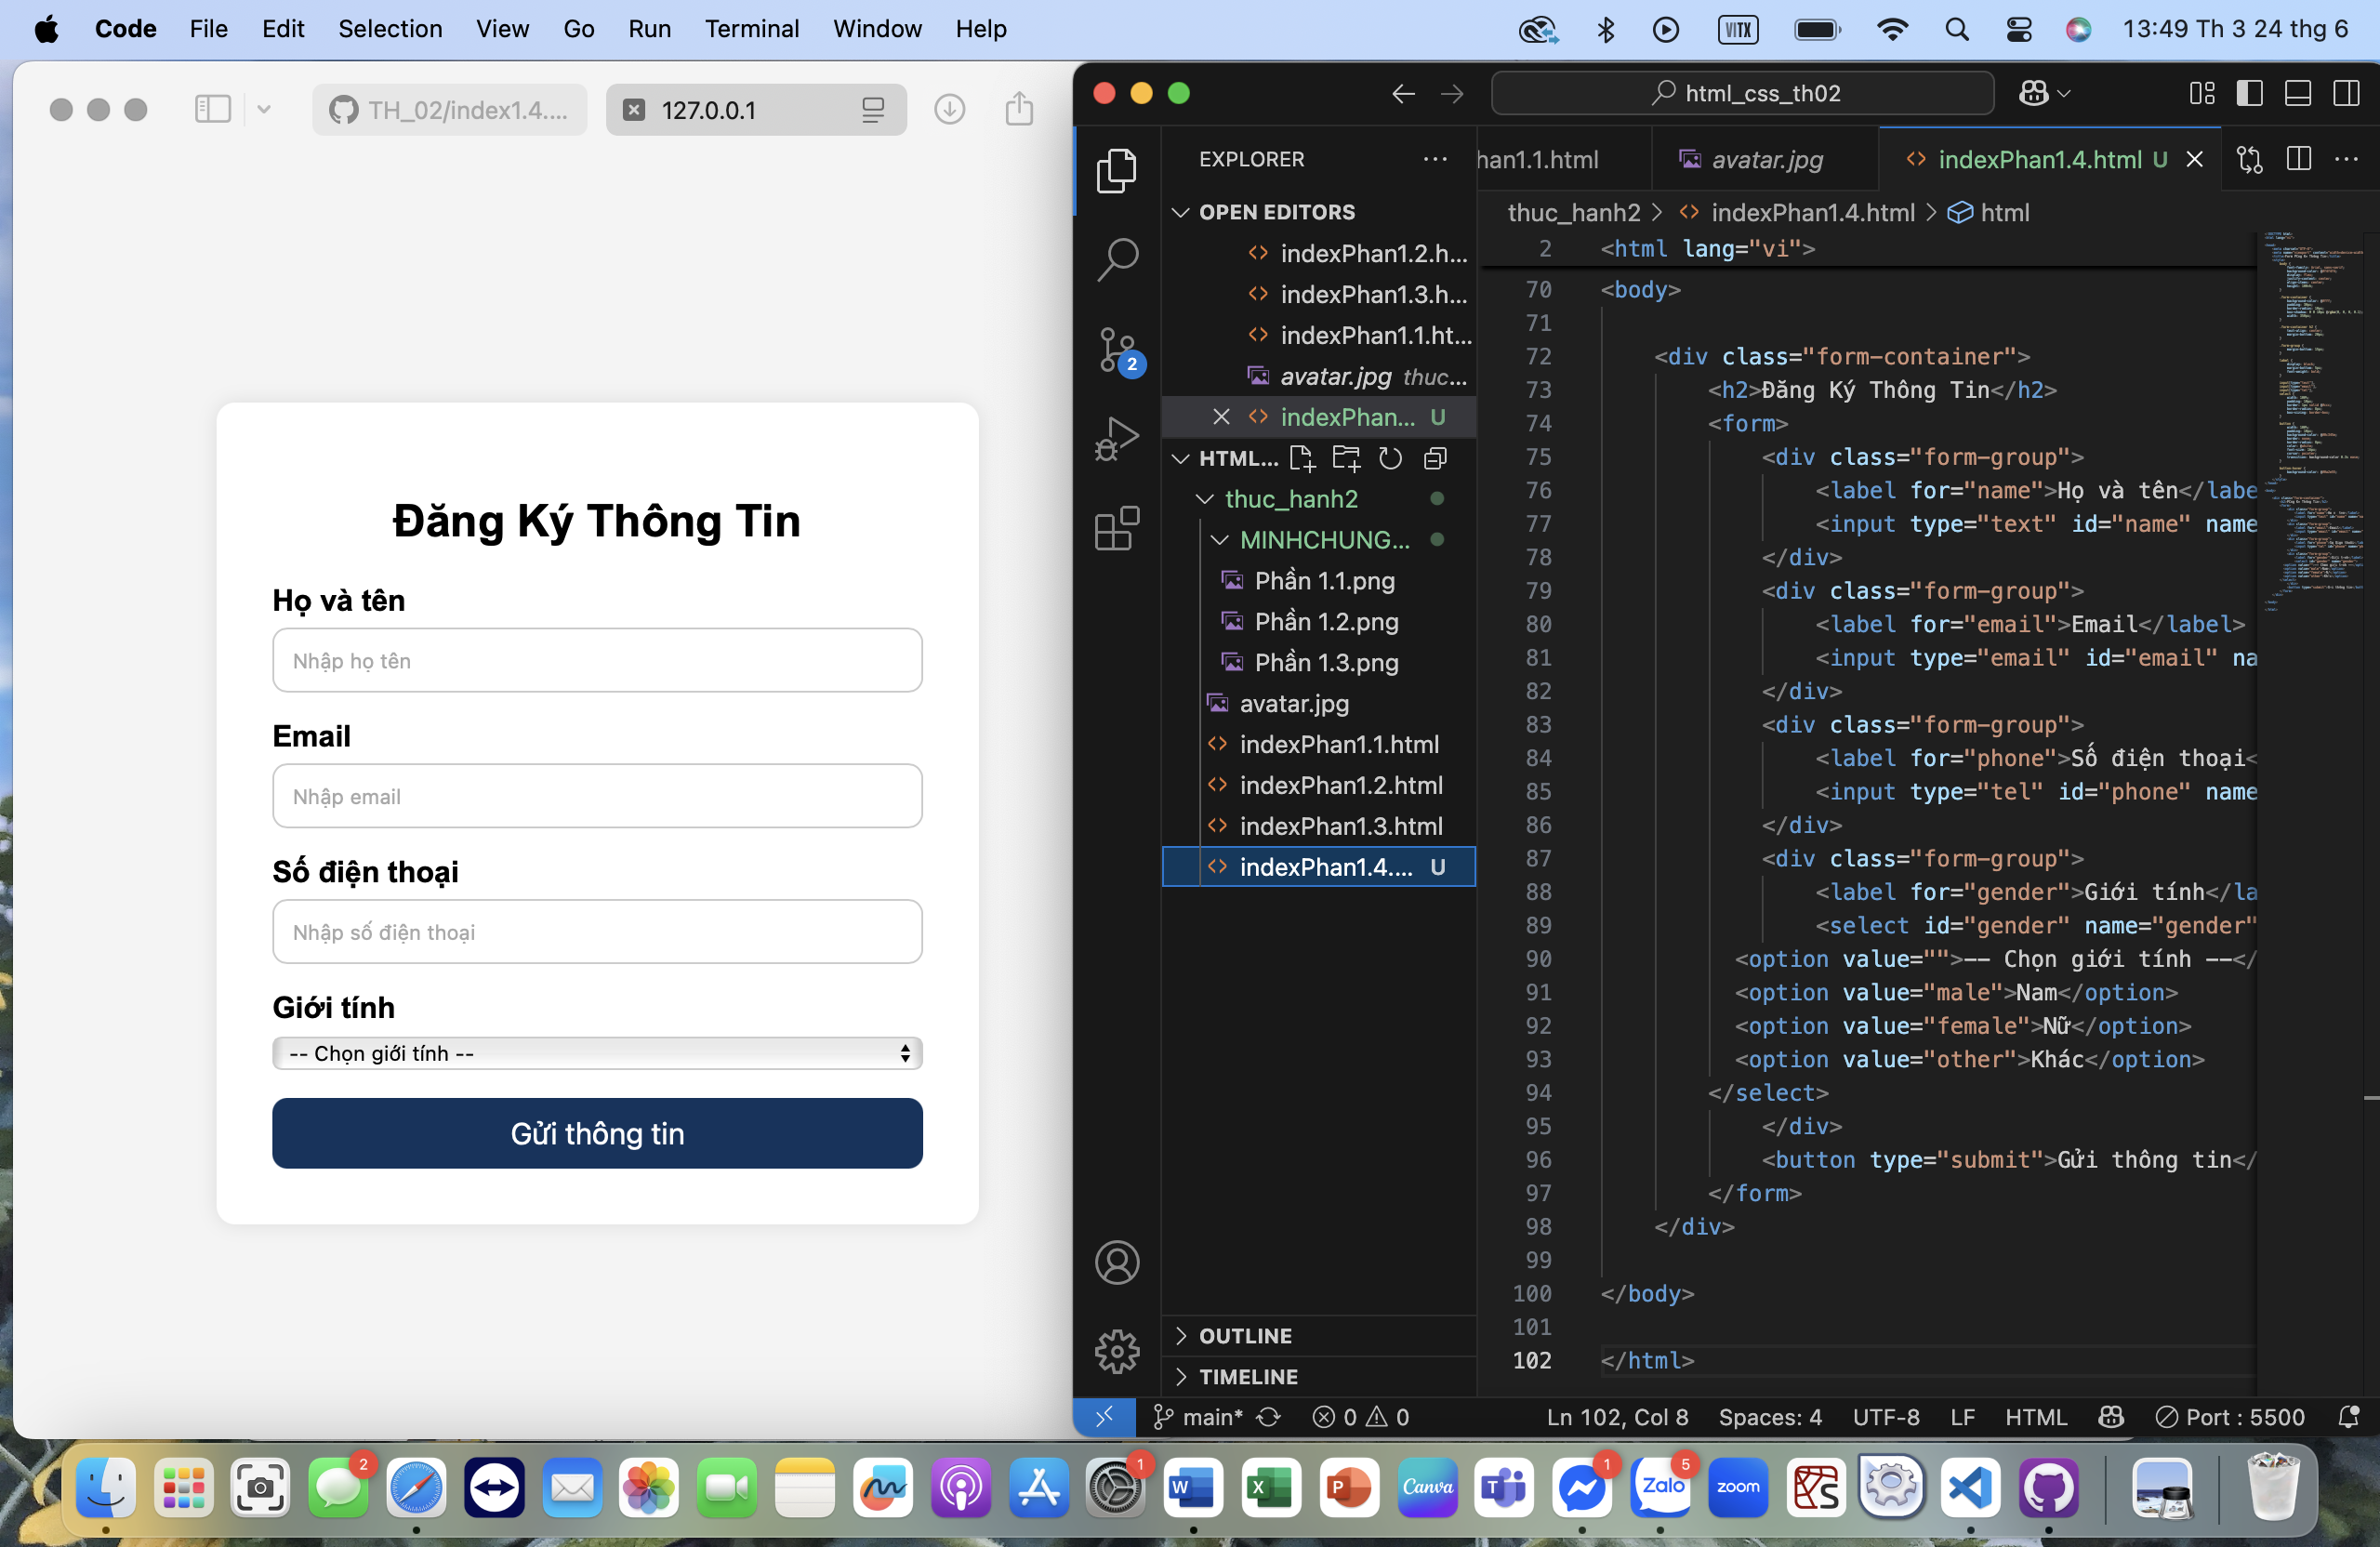 Code File Edit Selection View Go Run Terminal Window Help
VITX
13:49 Th 3 24 thg 6
TH_02/index1.4....
127.0.0.1
Đăng Ký Thông Tin
Họ và tên
Nhập họ tên
Email
Nhập email
Số điện thoại
Nhập số điện thoại
Giới tính
-- Chọn giới tính --
Gửi thông tin
html_css_th02
EXPLORER
OPEN EDITORS
indexPhan1.2.h...
indexPhan1.3.h...
indexPhan1.1.ht...
avatar.jpg thuc...
indexPhan... U
HTML...
thuc_hanh2
MINHCHUNG...
Phần 1.1.png
Phần 1.2.png
Phần 1.3.png
avatar.jpg
indexPhan1.1.html
indexPhan1.2.html
indexPhan1.3.html
indexPhan1.4.... U
OUTLINE
TIMELINE
han1.1.html
avatar.jpg
indexPhan1.4.html U
thuc_hanh2 > indexPhan1.4.html > html
2 <html lang="vi">
70 <body>
71
72 <div class="form-container">
73 <h2>Đăng Ký Thông Tin</h2>
74 <form>
75 <div class="form-group">
76 <label for="name">Họ và tên</labe
77 <input type="text" id="name" name
78 </div>
79 <div class="form-group">
80 <label for="email">Email</label>
81 <input type="email" id="email" na
82 </div>
83 <div class="form-group">
84 <label for="phone">Số điện thoại<
85 <input type="tel" id="phone" name
86 </div>
87 <div class="form-group">
88 <label for="gender">Giới tính</la
89 <select id="gender" name="gender"
90 <option value="">-- Chọn giới tính --</
91 <option value="male">Nam</option>
92 <option value="female">Nữ</option>
93 <option value="other">Khác</option>
94 </select>
95 </div>
96 <button type="submit">Gửi thông tin</
97 </form>
98 </div>
99
100 </body>
101
102 </html>
2
main* 0 0
Ln 102, Col 8 Spaces: 4 UTF-8 LF HTML Port : 5500
2
1
W
X
P
Canva
T
1
Zalo
5
zoom